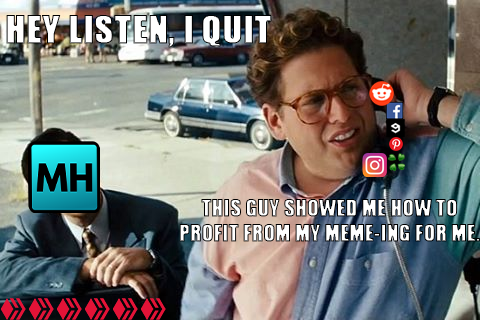 HEY LISTEN, I QUIT
MH
THIS GUY SHOWED ME HOW TO
PROFIT FROM MY MEME-ING FOR ME.